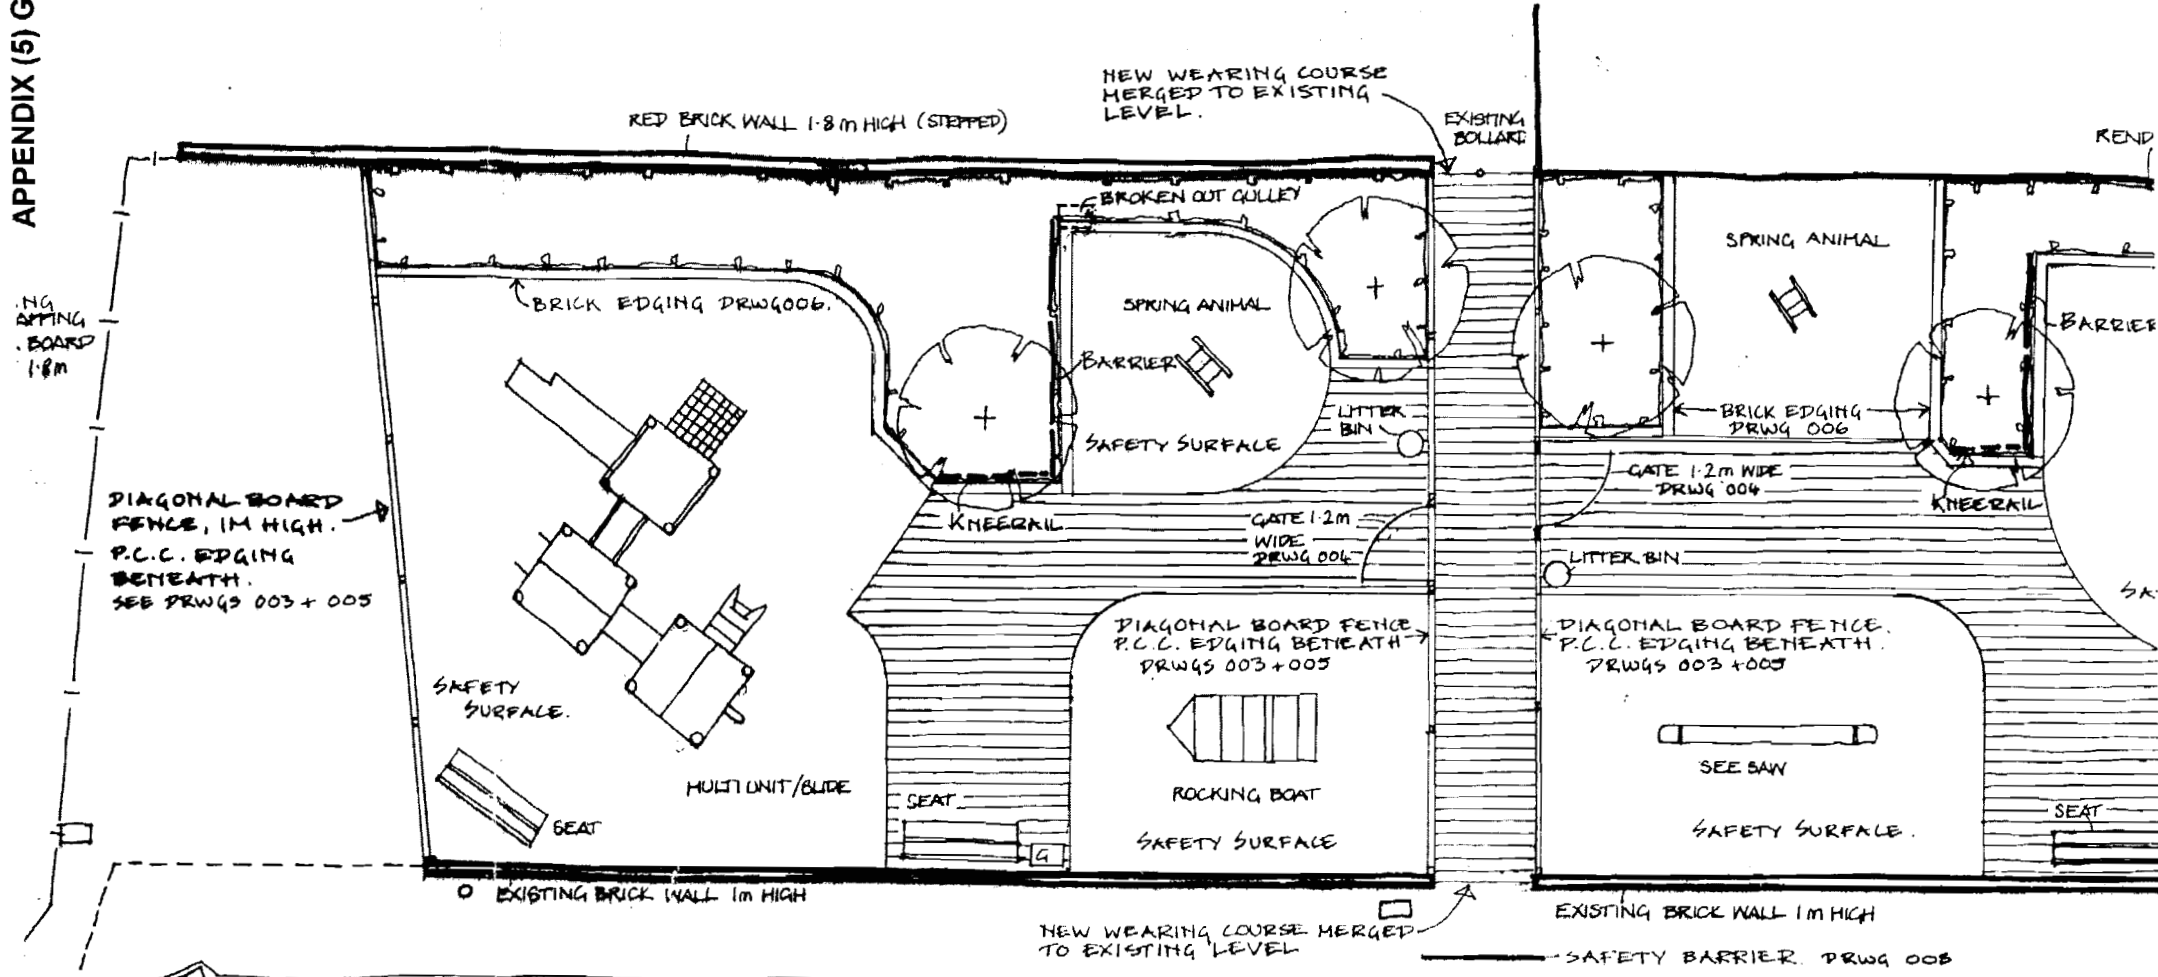 APPENDIX (5) G
NEW WEARING COURSE
MERGED TO EXISTING
LEVEL.
RED BRICK WALL 1·8m HIGH (STEPPED)
EXISTING
BOLLARD
REND
BROKEN OUT GULLEY
SPRING ANIMAL
BRICK EDGING DRWG006.
SPRING ANIMAL
BARRIER
BARRIER
.NG
.BOARD
1·8m
LITTER
BIN
BRICK EDGING
DRWG 006
SAFETY SURFACE
GATE 1·2m WIDE
DRWG 004
DIAGONAL BOARD
FENCE, 1M HIGH.
P.C.C. EDGING
BENEATH.
SEE DRWGS 003 + 005
KNEERAIL
GATE 1·2m
WIDE
DRWG 004
KNEERAIL
LITTER BIN
SA
DIAGONAL BOARD FENCE
P.C.C. EDGING BENEATH
DRWGS 003+005
DIAGONAL BOARD FENCE.
P.C.C. EDGING BENEATH.
DRWGS 003+005
SAFETY
SURFACE.
MULTI UNIT/SLIDE
SEAT
SEAT
G
ROCKING BOAT
SAFETY SURFACE
SEE SAW
SAFETY SURFACE.
SEAT
EXISTING BRICK WALL 1m HIGH
EXISTING BRICK WALL 1m HIGH
NEW WEARING COURSE MERGED
TO EXISTING LEVEL
SAFETY BARRIER. DRWG 008